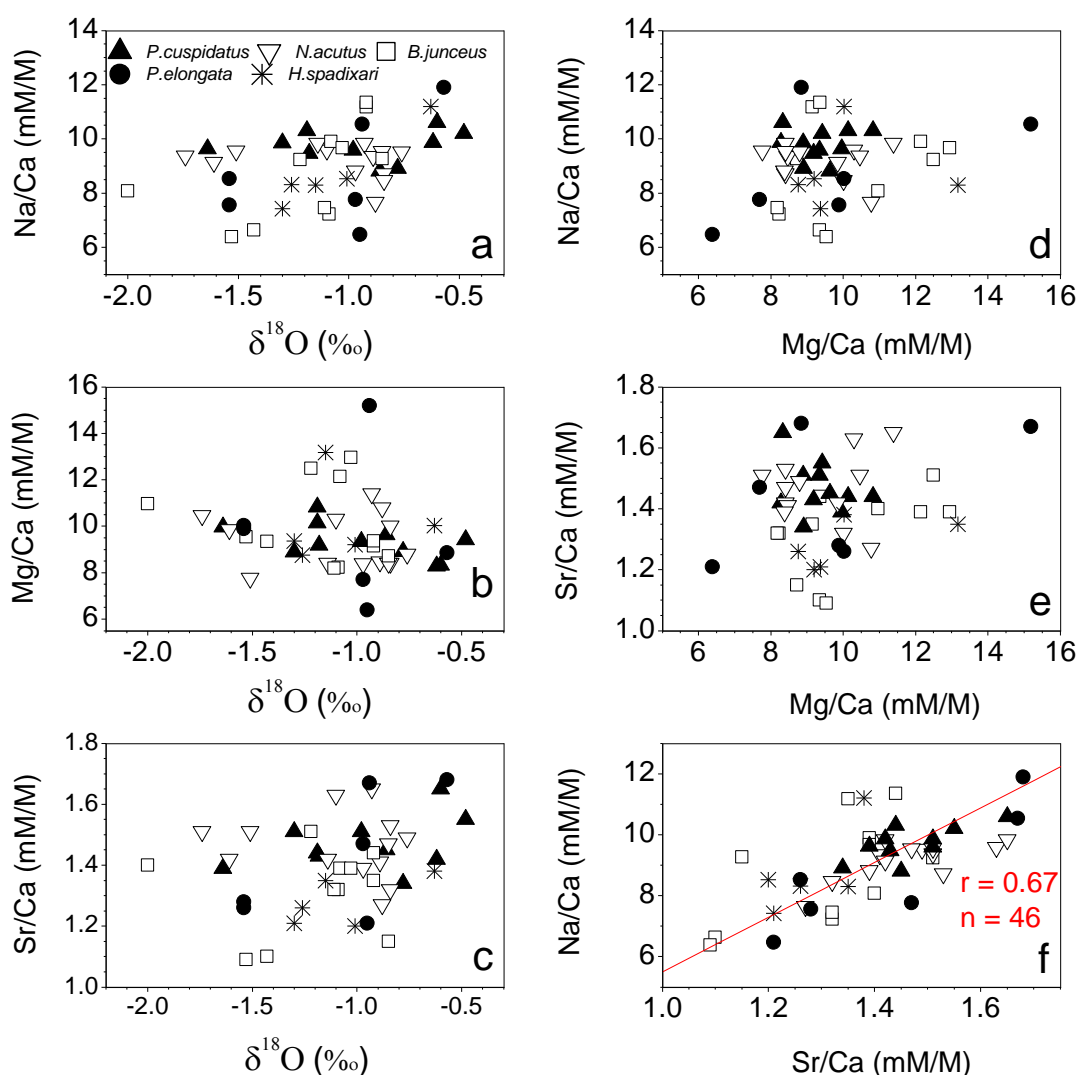 14
12
10
8
6
Na/Ca (mM/M)
P.cuspidatus N.acutus B.junceus
P.elongata H.spadixari
a
-2.0 -1.5 -1.0 -0.5
δ18O (‰)
14
12
10
8
6
Na/Ca (mM/M)
d
6 8 10 12 14 16
Mg/Ca (mM/M)
16
14
12
10
8
6
Mg/Ca (mM/M)
b
-2.0 -1.5 -1.0 -0.5
δ18O (‰)
1.8
1.6
1.4
1.2
1.0
Sr/Ca (mM/M)
e
6 8 10 12 14 16
Mg/Ca (mM/M)
1.8
1.6
1.4
1.2
1.0
Sr/Ca (mM/M)
c
-2.0 -1.5 -1.0 -0.5
δ18O (‰)
12
10
8
6
Na/Ca (mM/M)
r = 0.67
n = 46
f
1.0 1.2 1.4 1.6
Sr/Ca (mM/M)